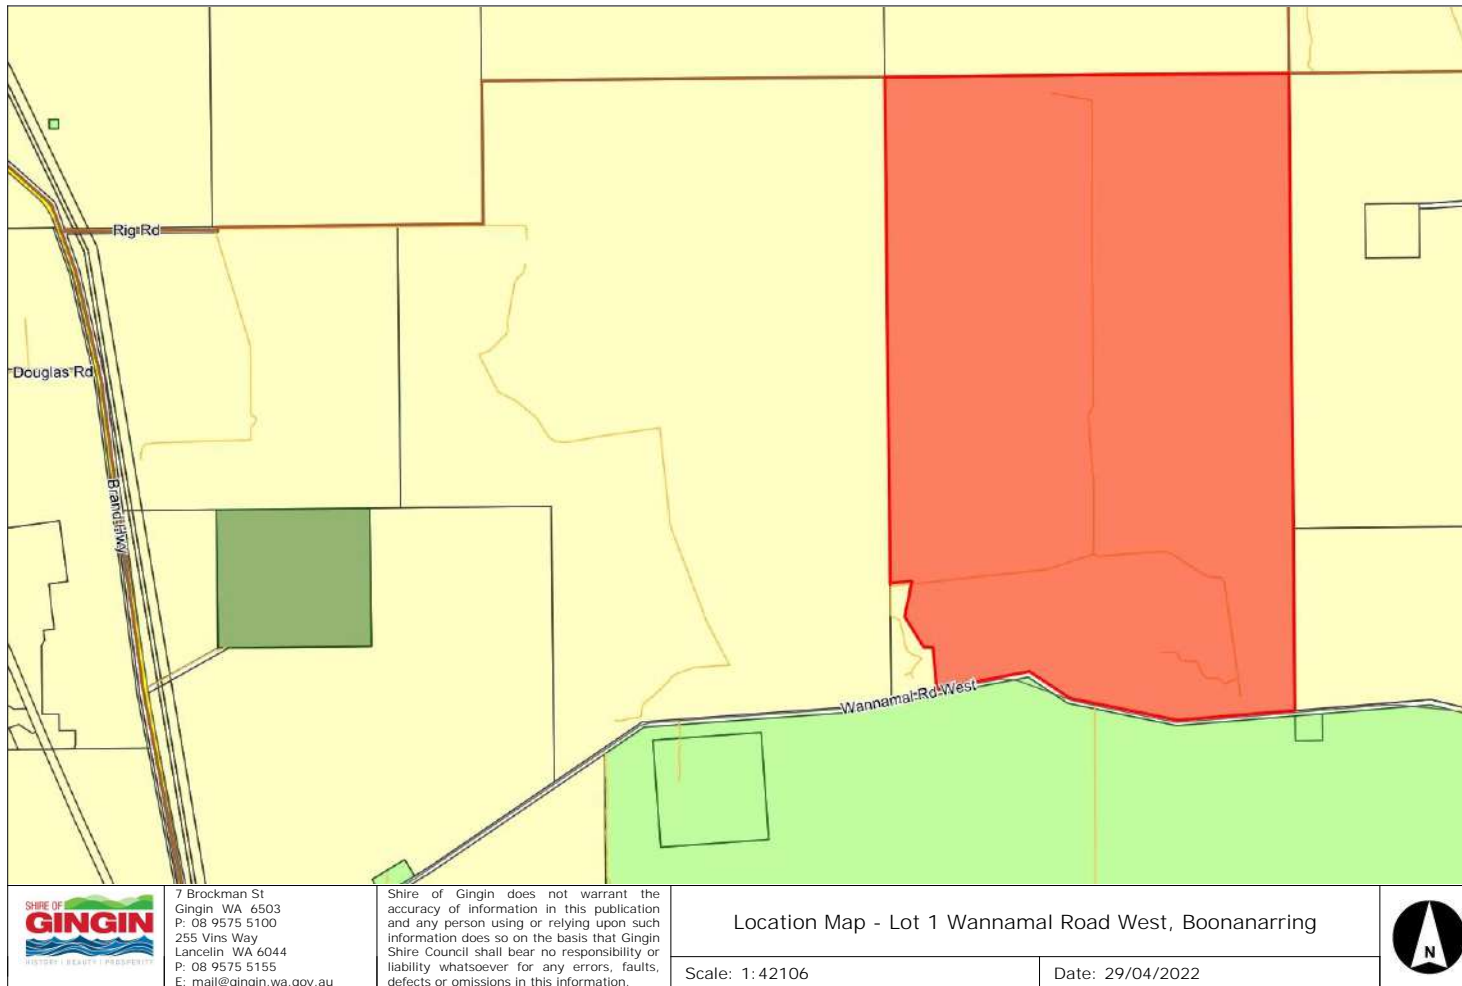 Rig Rd
Douglas Rd
Brand Hwy
Wannamal Rd West
SHIRE OF
GINGIN
HISTORY | BEAUTY | PROSPERITY
7 Brockman St
Gingin WA 6503
P: 08 9575 5100
255 Vins Way
Lancelin WA 6044
P: 08 9575 5155
E: mail@gingin.wa.gov.au
Shire of Gingin does not warrant the
accuracy of information in this publication
and any person using or relying upon such
information does so on the basis that Gingin
Shire Council shall bear no responsibility or
liability whatsoever for any errors, faults,
defects or omissions in this information.
Location Map - Lot 1 Wannamal Road West, Boonanarring
Scale: 1:42106
Date: 29/04/2022
N